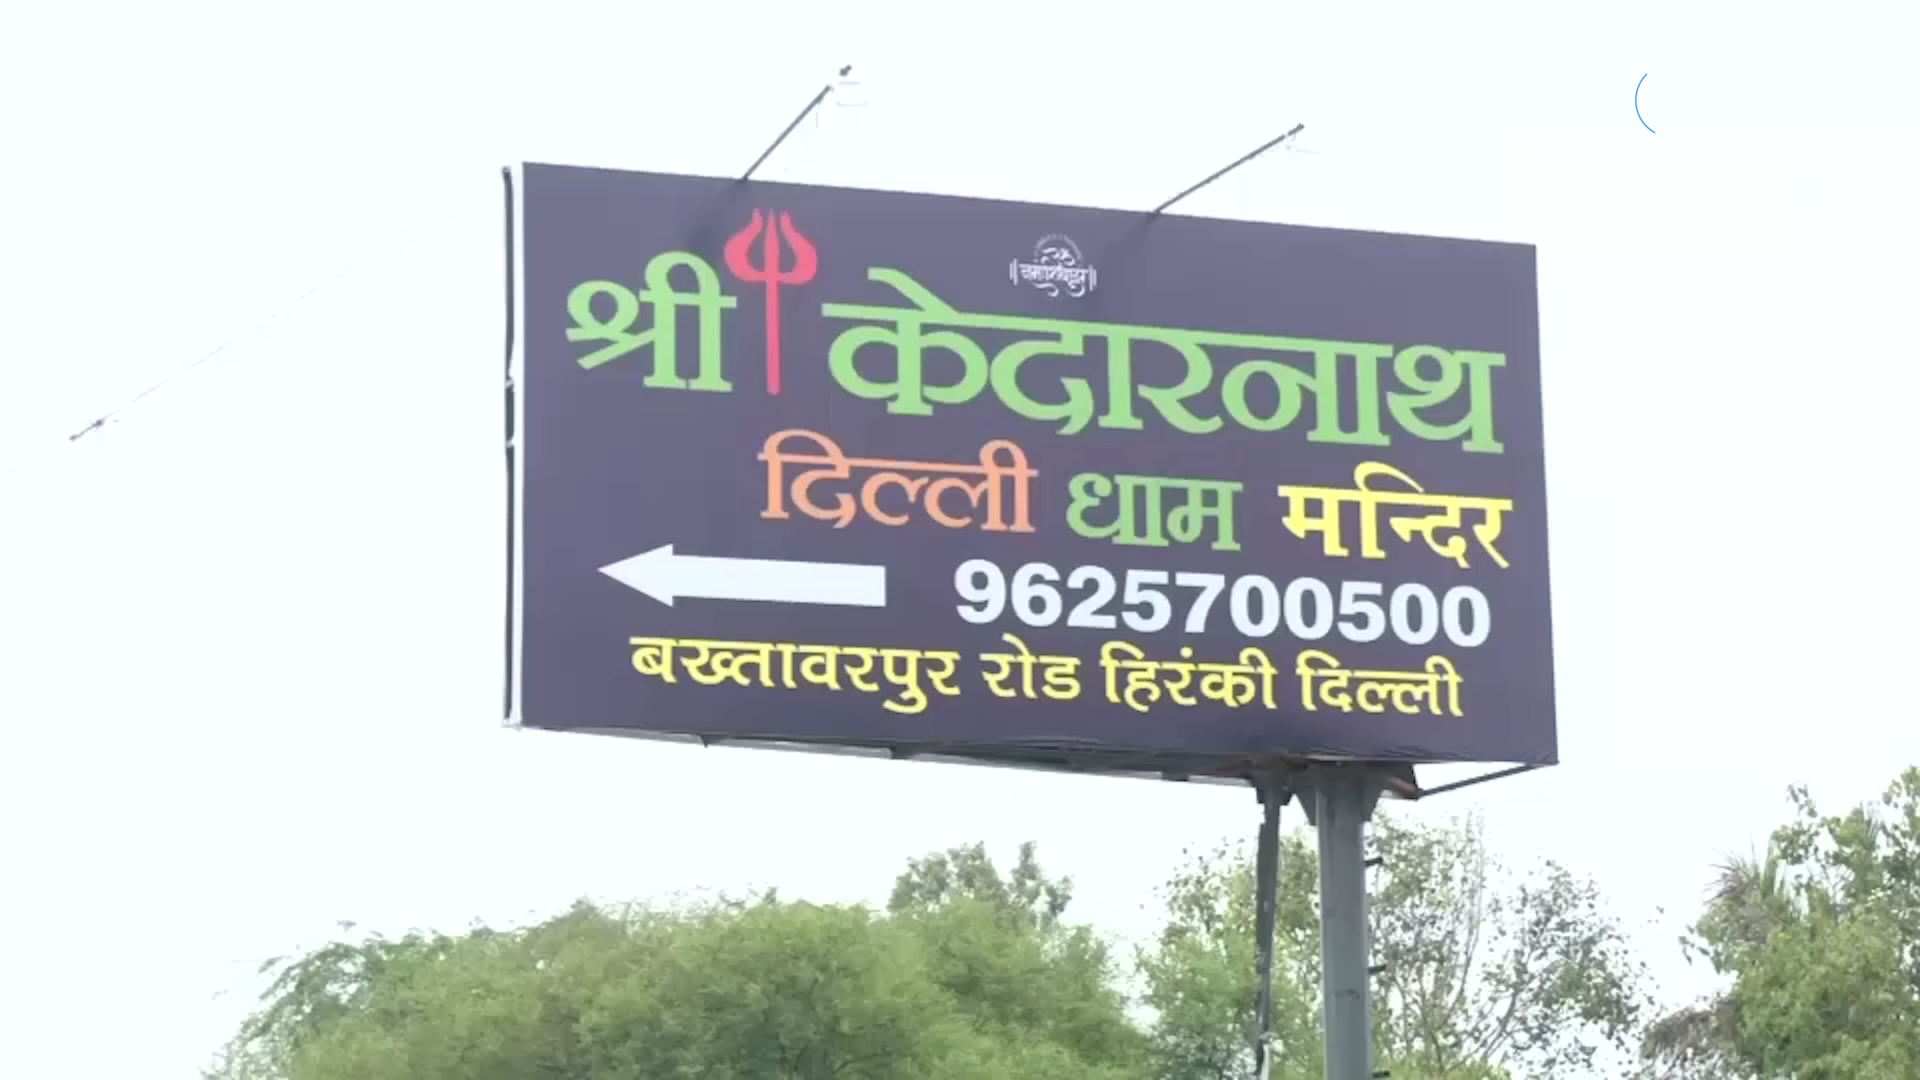 श्री केदारनाथ
दिल्ली धाम मन्दिर
9625700500
बख्तावरपुर रोड हिरंकी दिल्ली